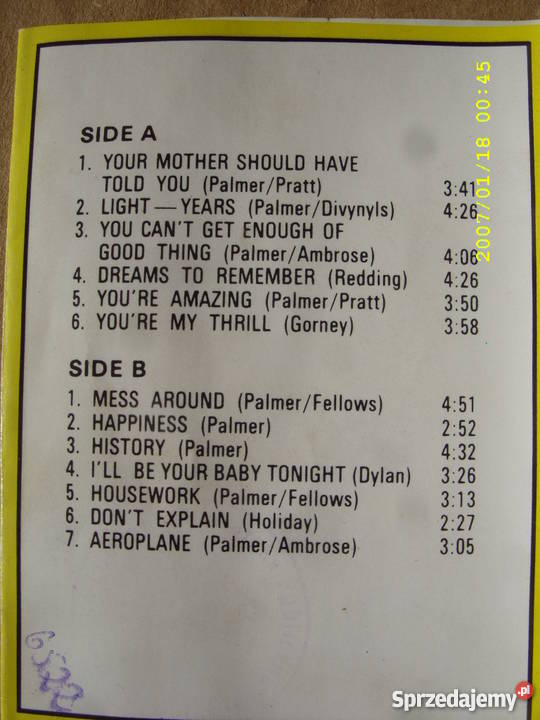 SIDE A
1. YOUR MOTHER SHOULD HAVE
TOLD YOU (Palmer/Pratt) 3:41
2. LIGHT — YEARS (Palmer/Divynyls) 4:26
3. YOU CAN'T GET ENOUGH OF
GOOD THING (Palmer/Ambrose) 4:06
4. DREAMS TO REMEMBER (Redding) 4:26
5. YOU'RE AMAZING (Palmer/Pratt) 3:50
6. YOU'RE MY THRILL (Gorney) 3:58
SIDE B
1. MESS AROUND (Palmer/Fellows) 4:51
2. HAPPINESS (Palmer) 2:52
3. HISTORY (Palmer) 4:32
4. I'LL BE YOUR BABY TONIGHT (Dylan) 3:26
5. HOUSEWORK (Palmer/Fellows) 3:13
6. DON'T EXPLAIN (Holiday) 2:27
7. AEROPLANE (Palmer/Ambrose) 3:05
2007/01/18 00:45
Sprzedajemy.pl